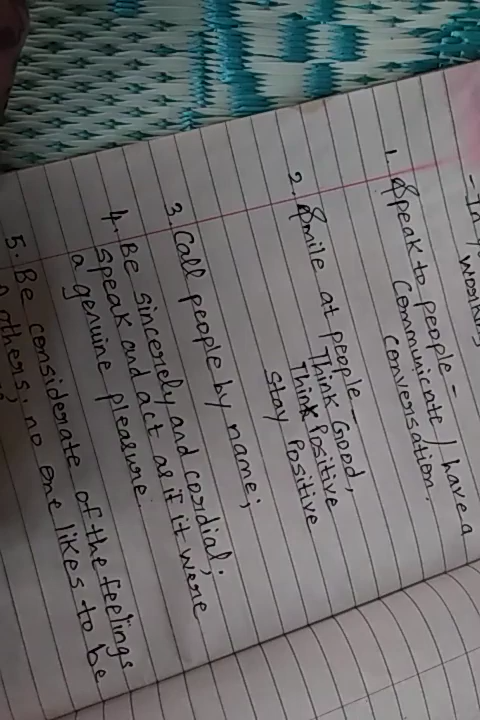 - In y
working
1. Speak to people -
communicate / have a
conversation.
2. Smile at people -
Think Good,
Think Positive
Stay Positive
3. Call people by name;
4. Be sincerely and cordial;
speak and act as if it were
a genuine pleasure.
5. Be considerate of the feelings
others, no one likes to be